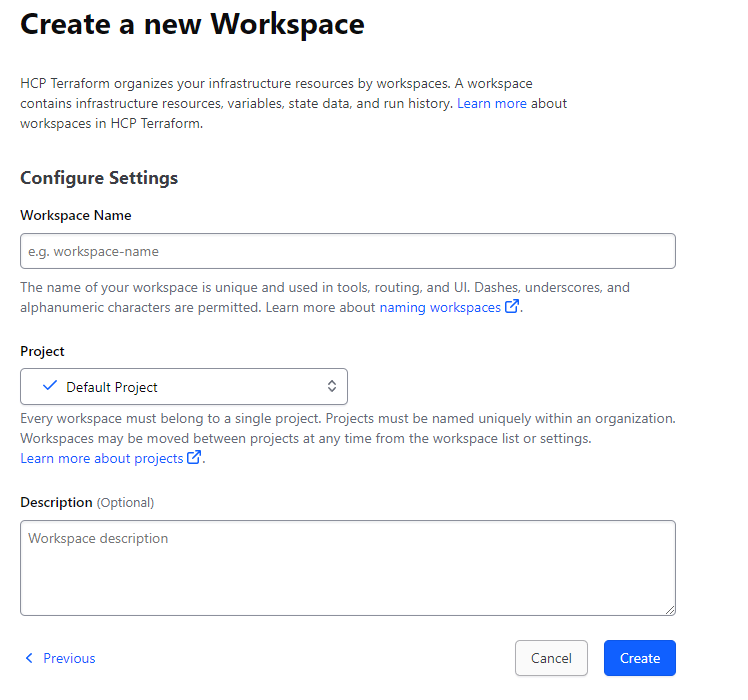 Create a new Workspace
HCP Terraform organizes your infrastructure resources by workspaces. A workspace
contains infrastructure resources, variables, state data, and run history. Learn more about
workspaces in HCP Terraform.
Configure Settings
Workspace Name
e.g. workspace-name
The name of your workspace is unique and used in tools, routing, and UI. Dashes, underscores, and
alphanumeric characters are permitted. Learn more about naming workspaces.
Project
Default Project
Every workspace must belong to a single project. Projects must be named uniquely within an organization.
Workspaces may be moved between projects at any time from the workspace list or settings.
Learn more about projects.
Description (Optional)
Workspace description
Previous
Cancel
Create